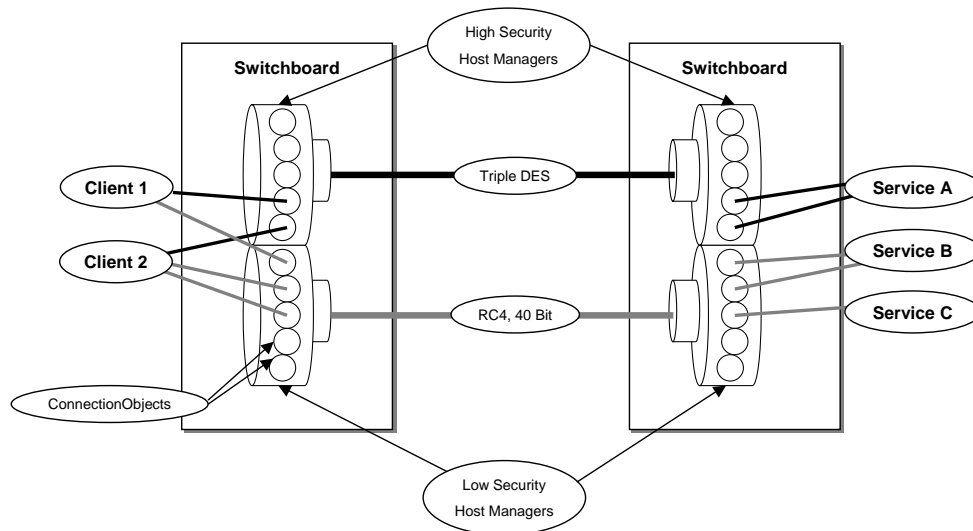 High Security
Host Managers
Switchboard
Switchboard
Client 1
Triple DES
Service A
Client 2
Service B
RC4, 40 Bit
Service C
ConnectionObjects
Low Security
Host Managers